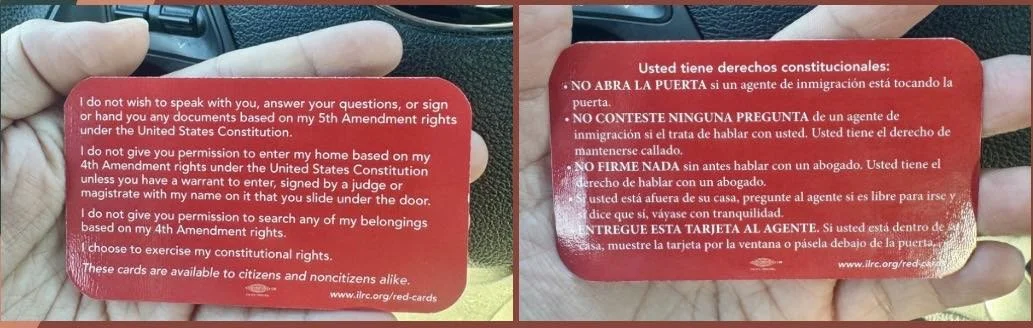 I do not wish to speak with you, answer your questions, or sign
or hand you any documents based on my 5th Amendment rights
under the United States Constitution.
I do not give you permission to enter my home based on my
4th Amendment rights under the United States Constitution
unless you have a warrant to enter, signed by a judge or
magistrate with my name on it that you slide under the door.
I do not give you permission to search any of my belongings
based on my 4th Amendment rights.
I choose to exercise my constitutional rights.
These cards are available to citizens and noncitizens alike.
www.ilrc.org/red-cards
Usted tiene derechos constitucionales:
• NO ABRA LA PUERTA si un agente de inmigración está tocando la
puerta.
• NO CONTESTE NINGUNA PREGUNTA de un agente de
inmigración si el trata de hablar con usted. Usted tiene el derecho de
mantenerse callado.
• NO FIRME NADA sin antes hablar con un abogado. Usted tiene el
derecho de hablar con un abogado.
• Si usted está afuera de su casa, pregunte al agente si es libre para irse y
si dice que sí, váyase con tranquilidad.
• ENTREGUE ESTA TARJETA AL AGENTE. Si usted está dentro de su
casa, muestre la tarjeta por la ventana o pásela debajo de la puerta.
www.ilrc.org/red-cards